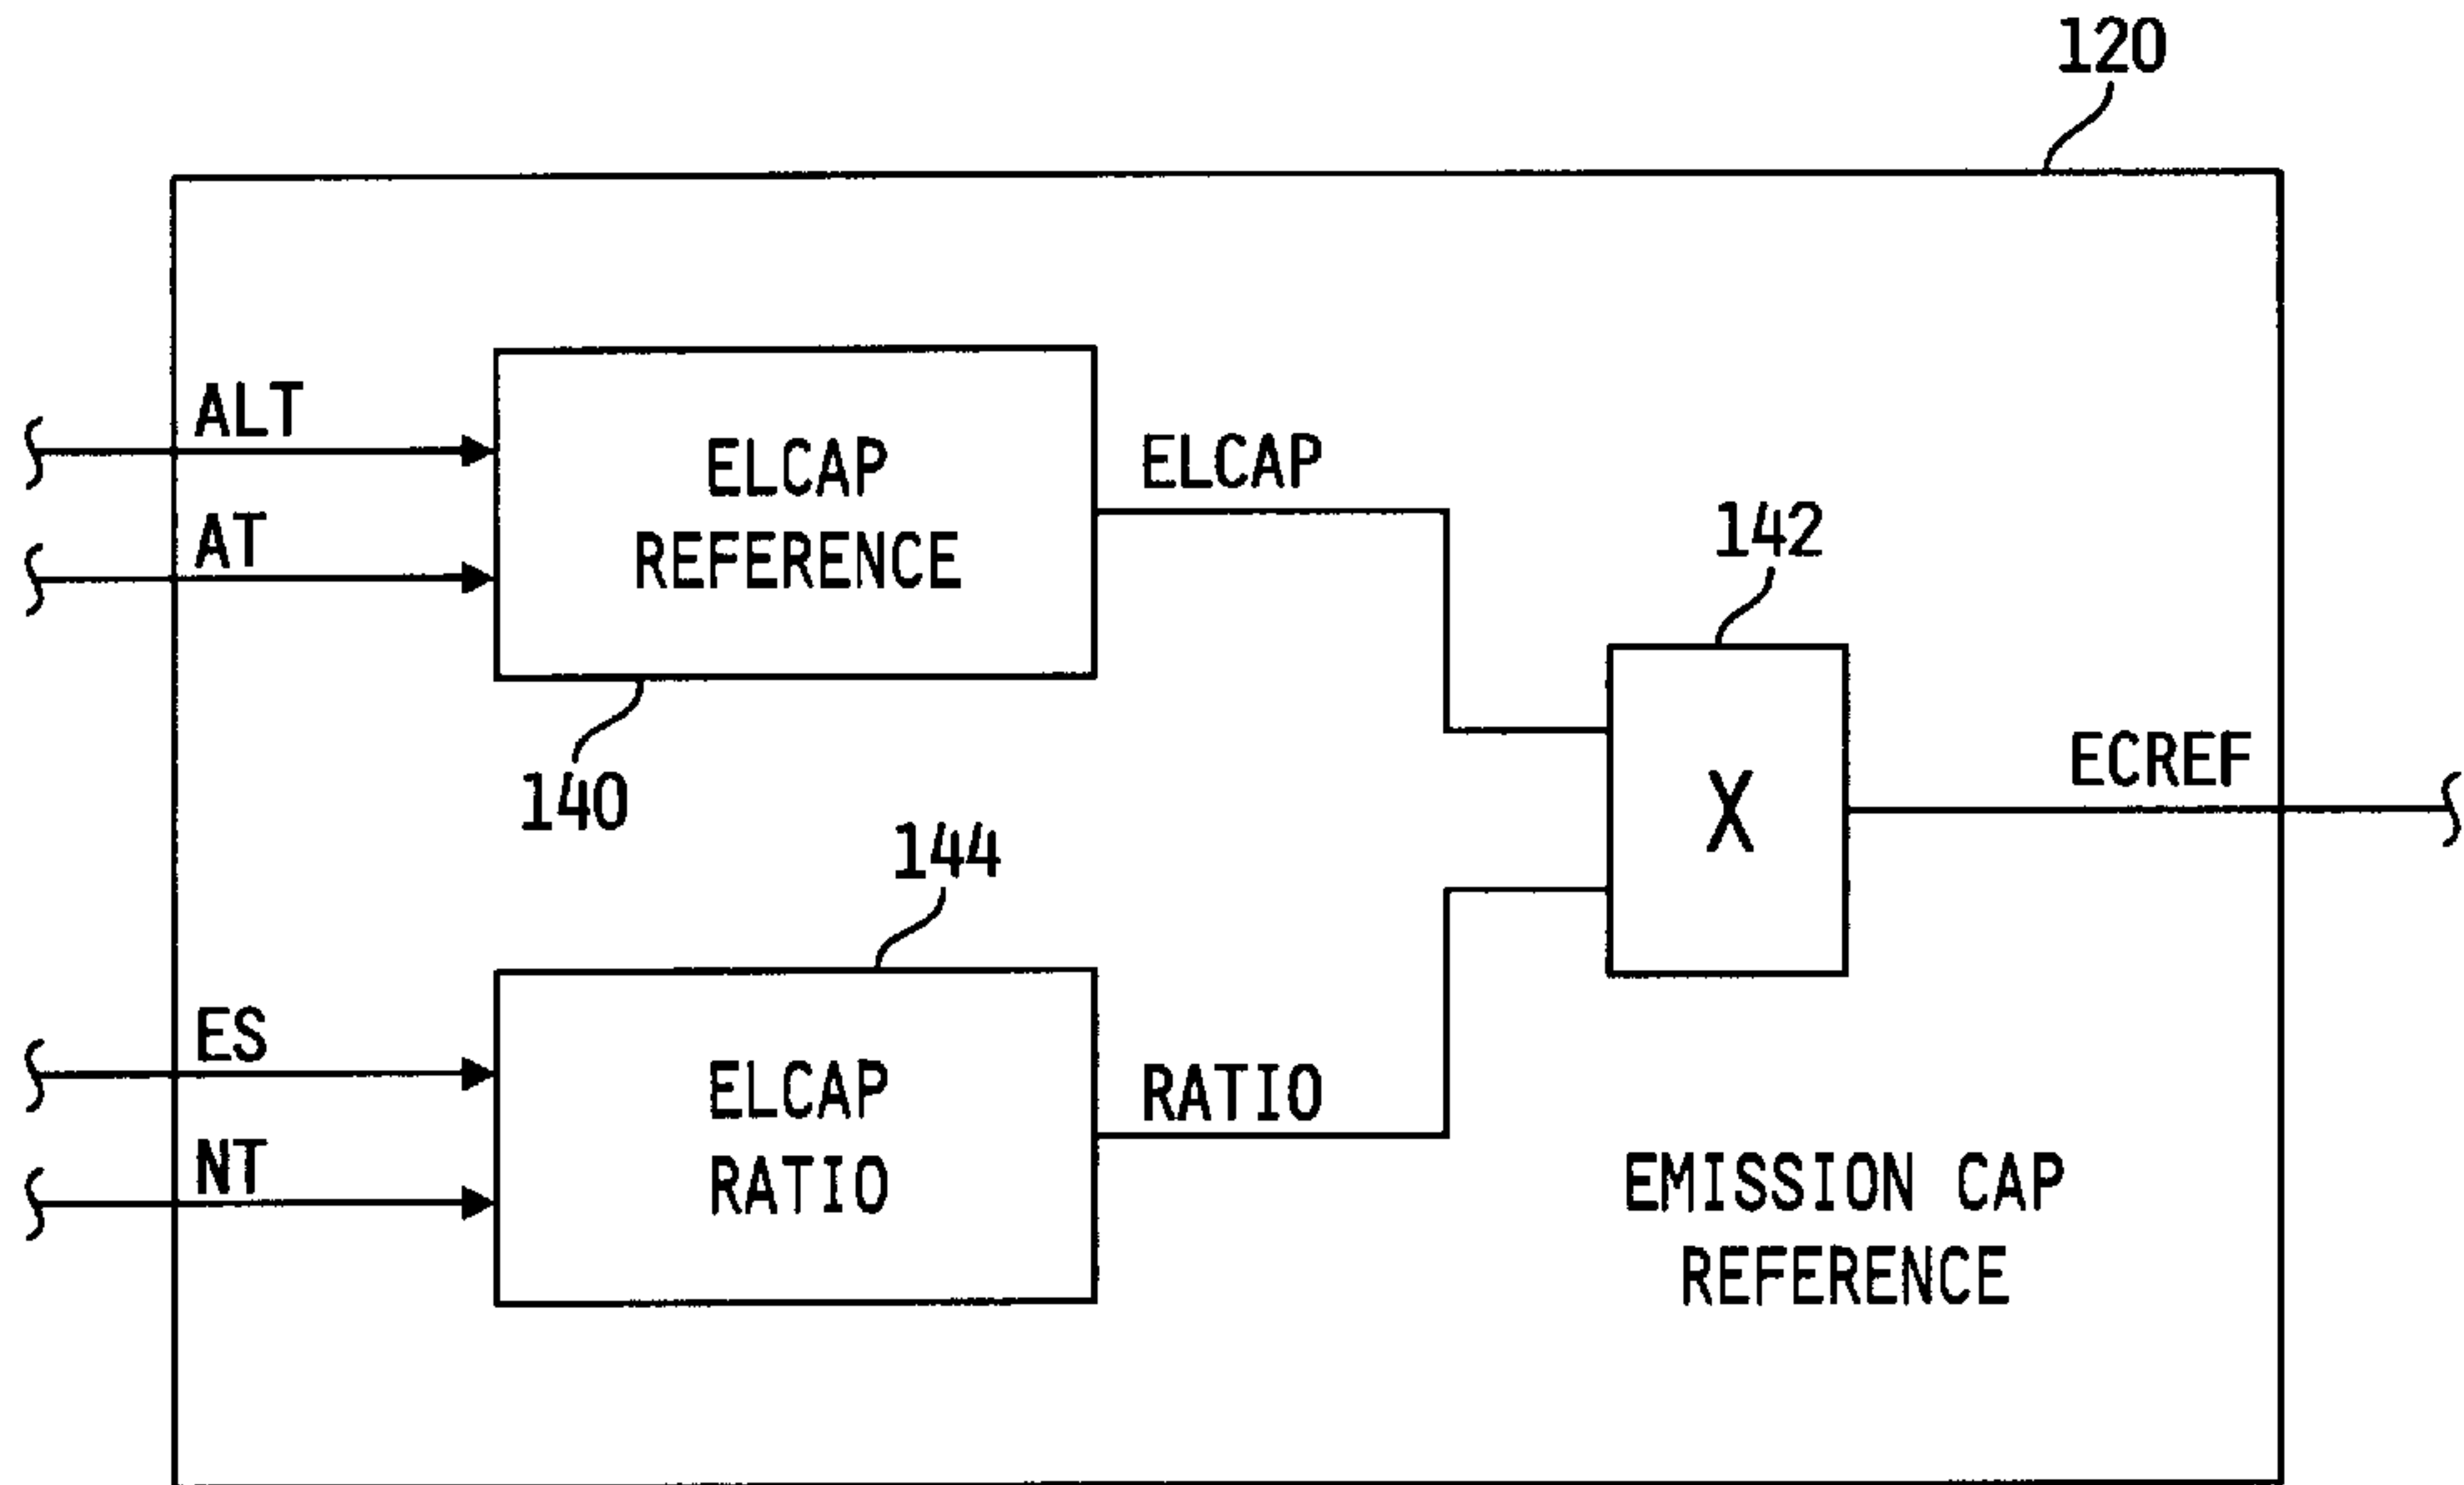 120
ALT
AT
ELCAP
REFERENCE
ELCAP
140
142
X
ECREF
144
ES
NT
ELCAP
RATIO
RATIO
EMISSION CAP
REFERENCE